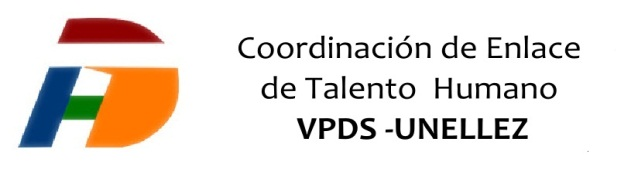 Coordinación de Enlace
de Talento Humano
VPDS -UNELLEZ